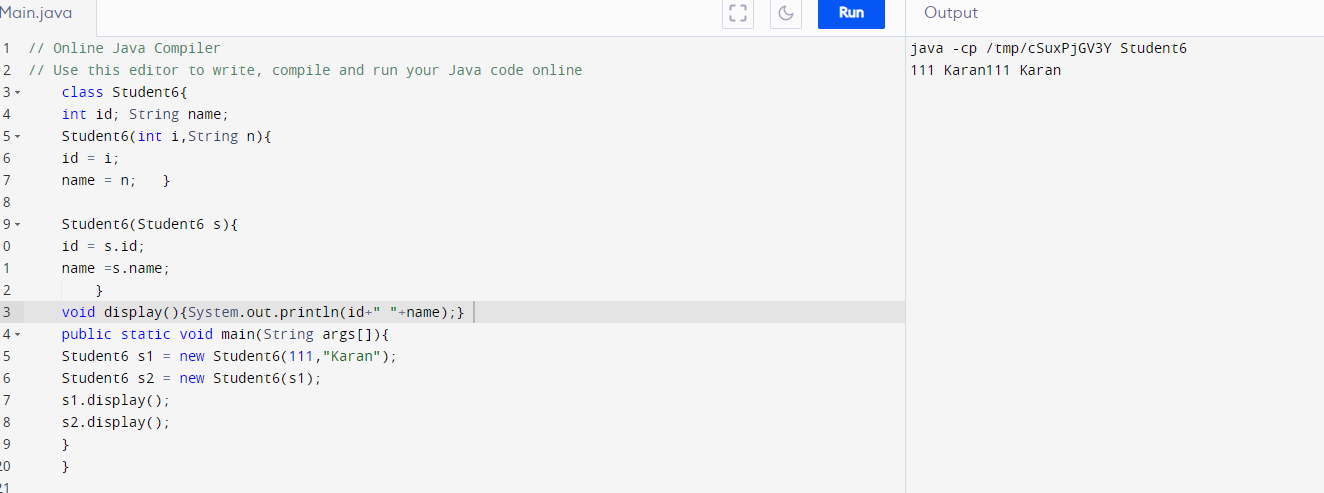 Main.java
Run
Output
1 // Online Java Compiler
2 // Use this editor to write, compile and run your Java code online
3 class Student6{
4 int id; String name;
5 Student6(int i,String n){
6 id = i;
7 name = n;   }
8
9 Student6(Student6 s){
0 id = s.id;
1 name =s.name;
2 }
3 void display(){System.out.println(id+" "+name);}
4 public static void main(String args[]){
5 Student6 s1 = new Student6(111,"Karan");
6 Student6 s2 = new Student6(s1);
7 s1.display();
8 s2.display();
9 }
20 }
21
java -cp /tmp/cSuxPjGV3Y Student6
111 Karan111 Karan